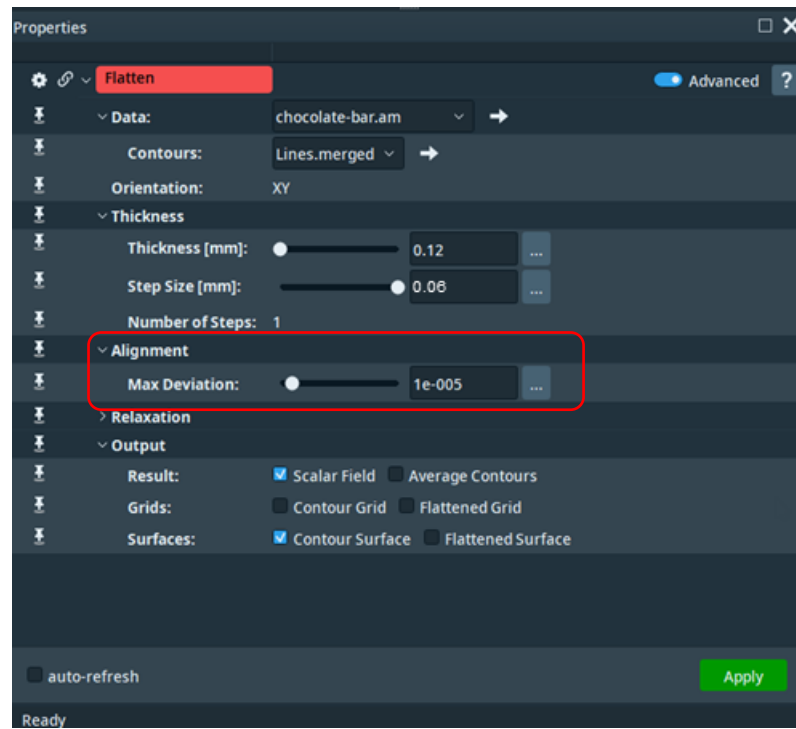 Properties
Flatten Advanced ?
Data: chocolate-bar.am
Contours: Lines.merged
Orientation: XY
Thickness
Thickness [mm]: 0.12 ...
Step Size [mm]: 0.06 ...
Number of Steps: 1
Alignment
Max Deviation: 1e-005 ...
Relaxation
Output
Result: Scalar Field Average Contours
Grids: Contour Grid Flattened Grid
Surfaces: Contour Surface Flattened Surface
auto-refresh Apply
Ready